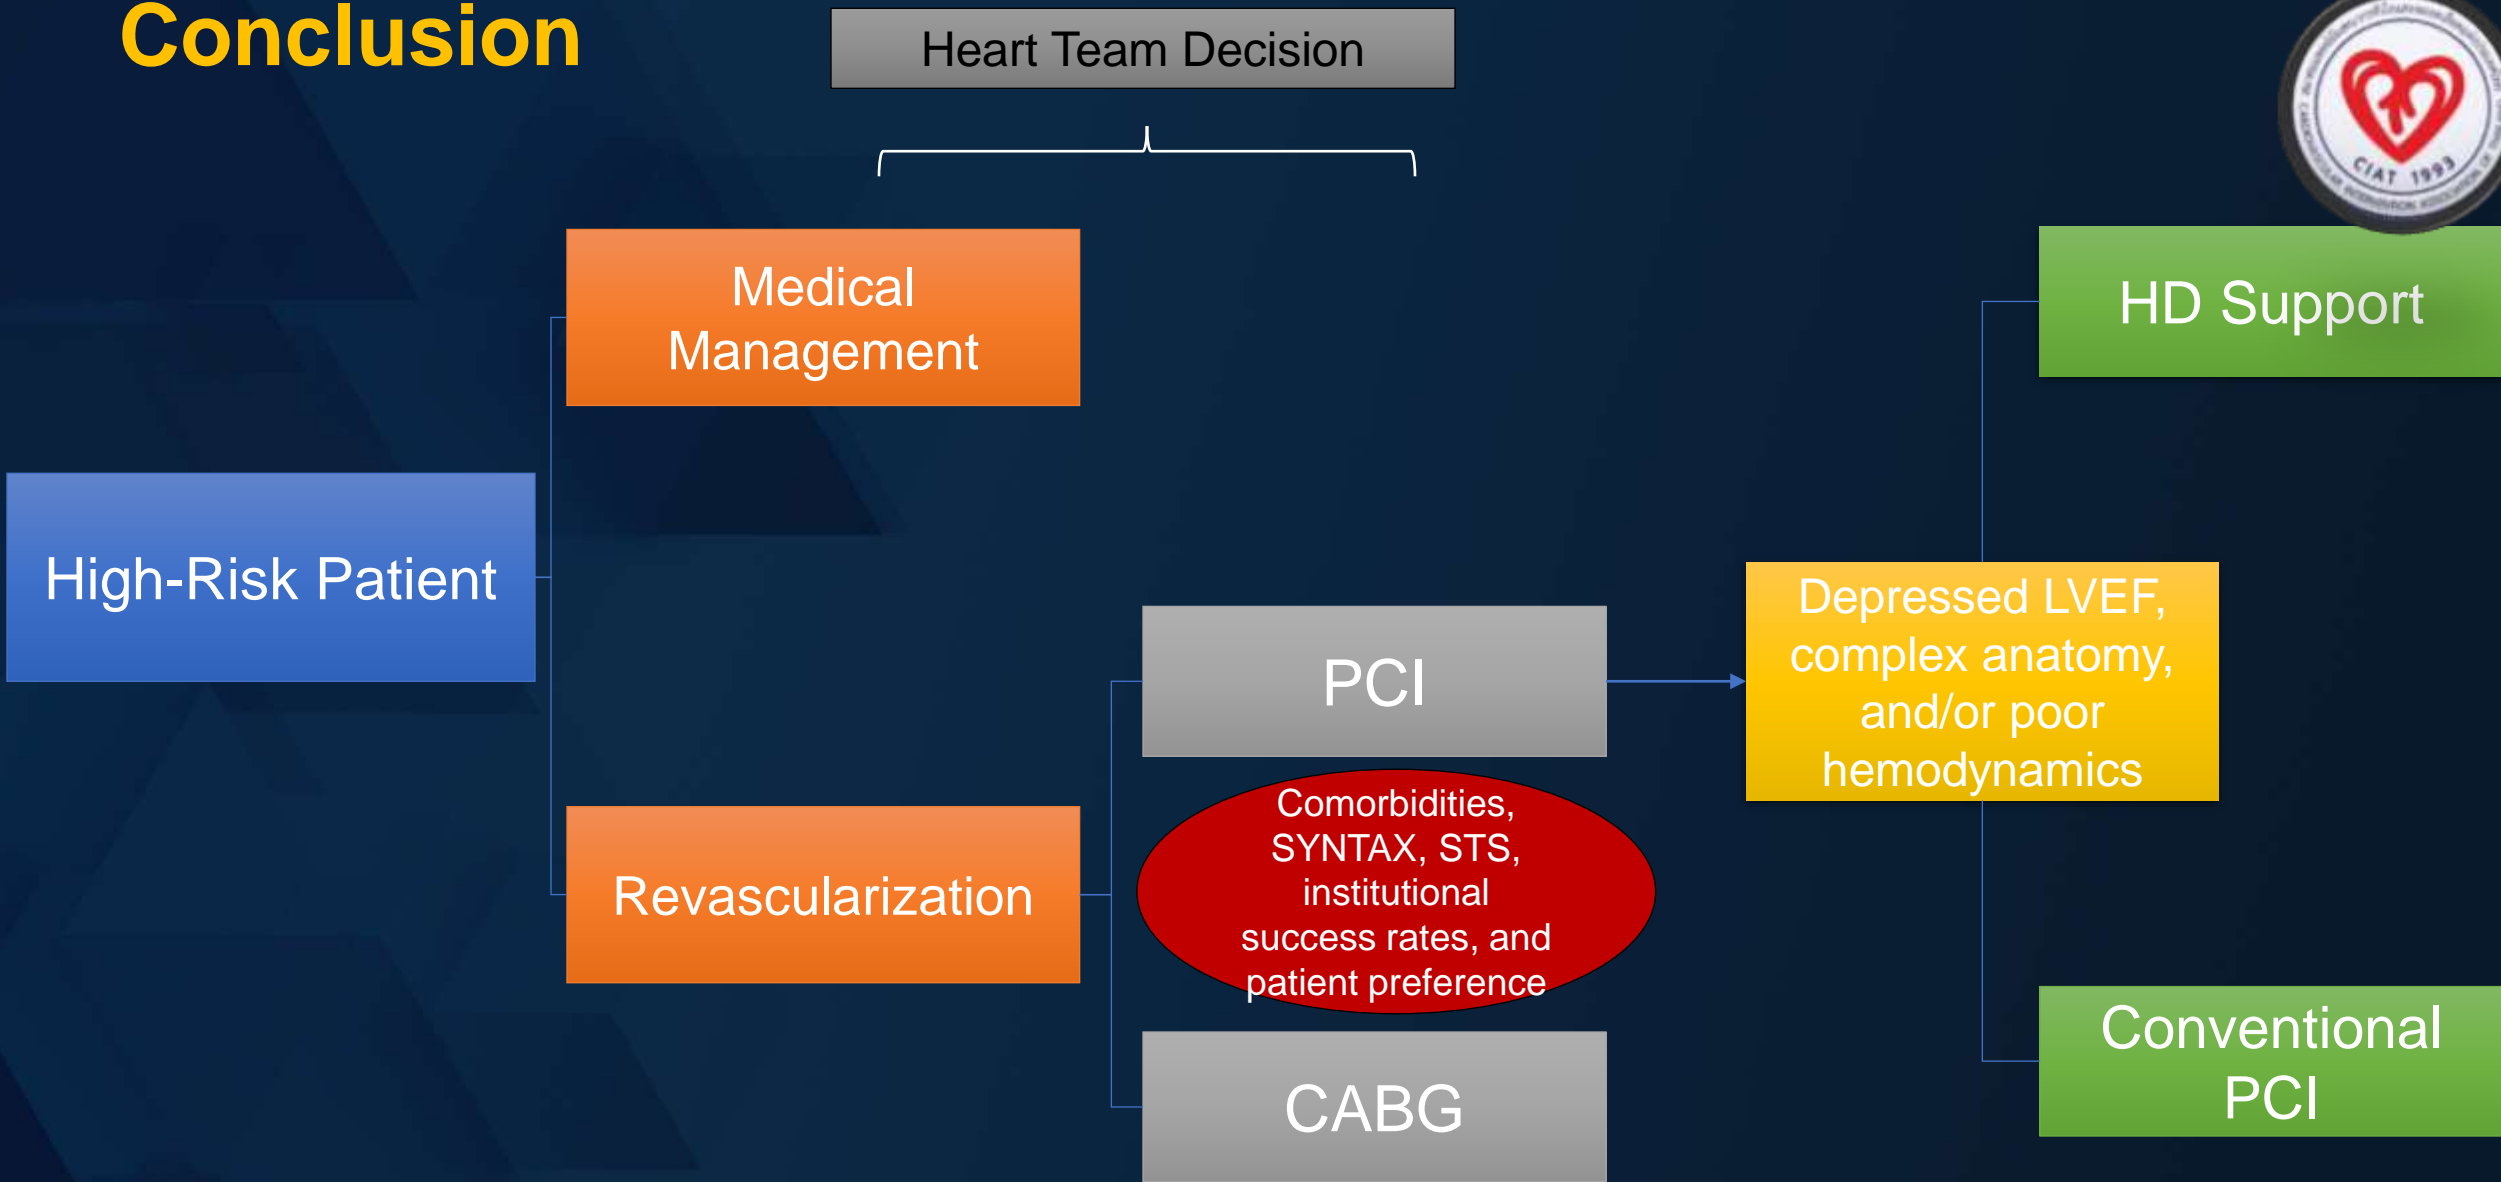 Conclusion
Heart Team Decision
CIAT 1993
Medical
Management
HD Support
High-Risk Patient
Depressed LVEF,
complex anatomy,
and/or poor
hemodynamics
PCI
Comorbidities,
SYNTAX, STS,
institutional
success rates, and
patient preference
Revascularization
Conventional
PCI
CABG